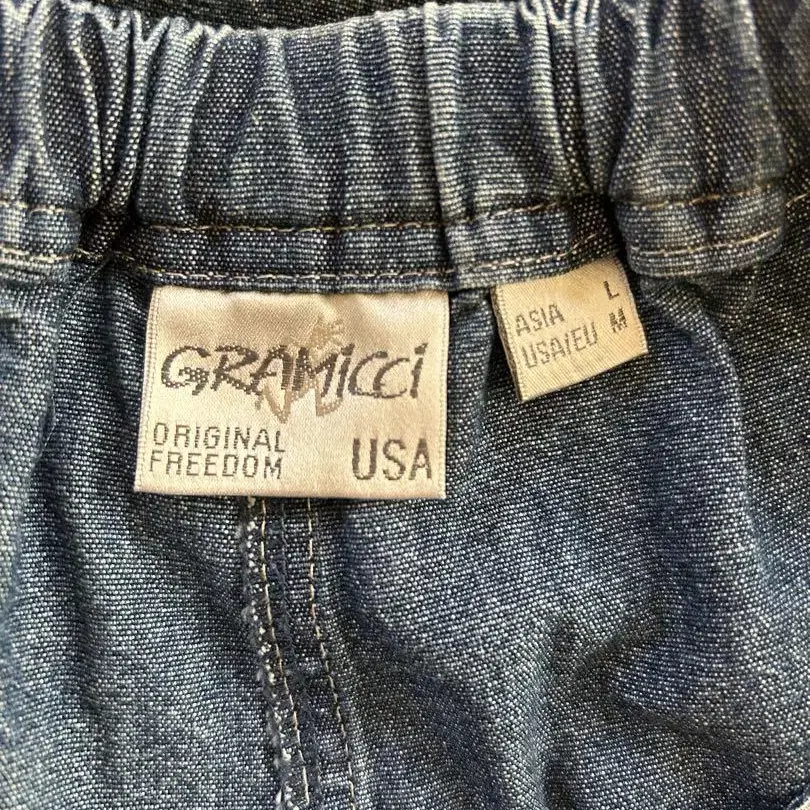 GRAMiCCi
ORIGINAL
FREEDOM
USA
ASIA L
USA/EU M